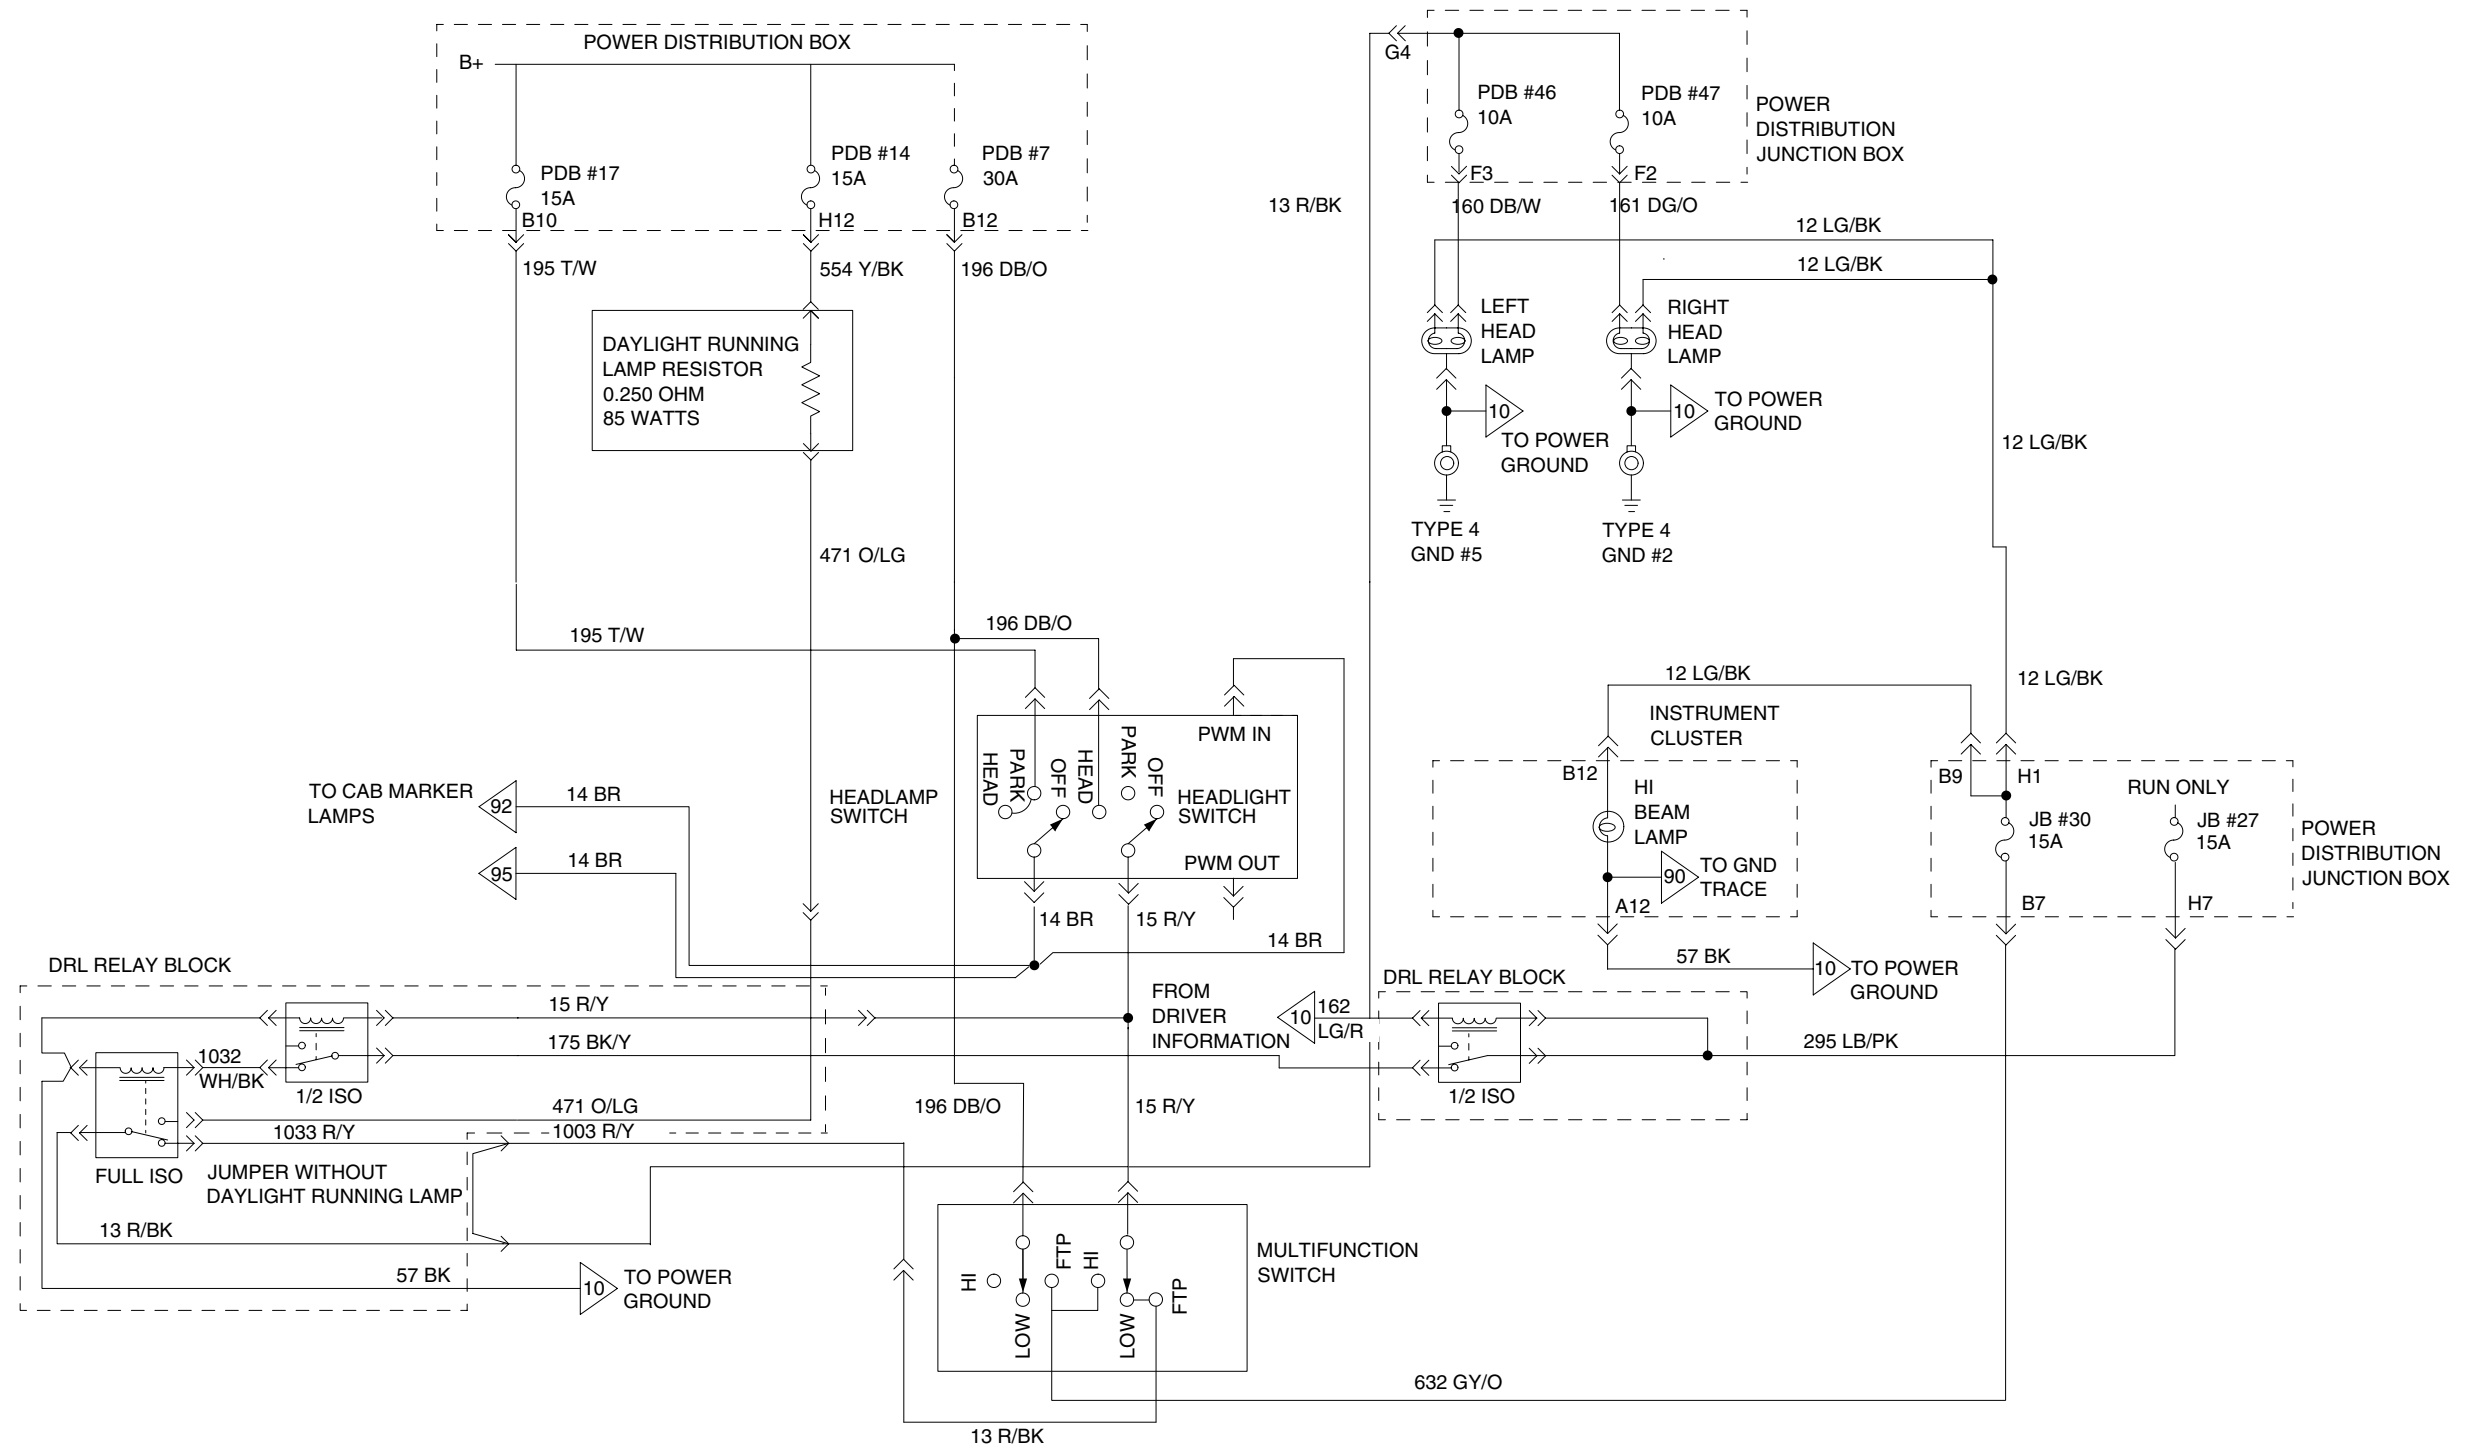 POWER DISTRIBUTION BOX
B+
PDB #17
15A
B10
PDB #14
15A
H12
PDB #7
30A
B12
195 T/W
554 Y/BK
196 DB/O
DAYLIGHT RUNNING
LAMP RESISTOR
0.250 OHM
85 WATTS
471 O/LG
195 T/W
196 DB/O
G4
PDB #46
10A
PDB #47
10A
F3
F2
POWER
DISTRIBUTION
JUNCTION BOX
13 R/BK
160 DB/W
161 DG/O
12 LG/BK
12 LG/BK
LEFT
HEAD
LAMP
RIGHT
HEAD
LAMP
10
TO POWER
GROUND
10
TO POWER
GROUND
TYPE 4
GND #5
TYPE 4
GND #2
12 LG/BK
12 LG/BK
12 LG/BK
INSTRUMENT
CLUSTER
B12
HI
BEAM
LAMP
90
TO GND
TRACE
A12
57 BK
10
TO POWER
GROUND
B9
H1
RUN ONLY
JB #30
15A
JB #27
15A
B7
H7
POWER
DISTRIBUTION
JUNCTION BOX
PWM IN
HEAD
PARK
OFF
HEAD
PARK
OFF
HEADLIGHT
SWITCH
PWM OUT
HEADLAMP
SWITCH
TO CAB MARKER
LAMPS
92
14 BR
95
14 BR
14 BR
15 R/Y
14 BR
DRL RELAY BLOCK
15 R/Y
175 BK/Y
1032
WH/BK
1/2 ISO
471 O/LG
1033 R/Y
1003 R/Y
FULL ISO
JUMPER WITHOUT
DAYLIGHT RUNNING LAMP
13 R/BK
57 BK
10
TO POWER
GROUND
FROM
DRIVER
INFORMATION
10
162
LG/R
DRL RELAY BLOCK
1/2 ISO
295 LB/PK
196 DB/O
15 R/Y
HI
LOW
FTP
HI
LOW
FTP
MULTIFUNCTION
SWITCH
632 GY/O
13 R/BK